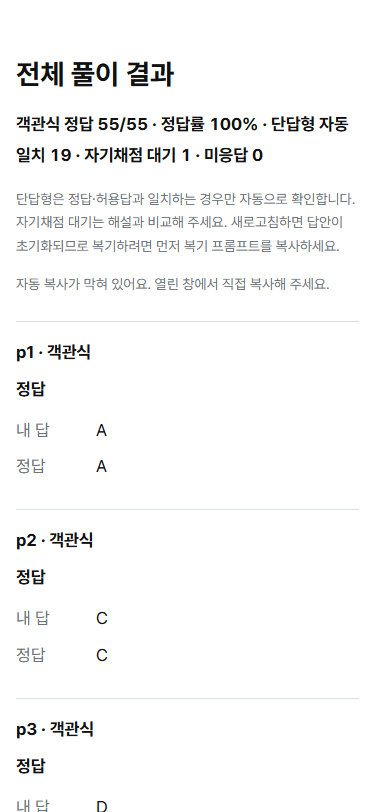 전체 풀이 결과
객관식 정답 55/55 · 정답률 100% · 단답형 자동
일치 19 · 자기채점 대기 1 · 미응답 0
단답형은 정답·허용답과 일치하는 경우만 자동으로 확인합니다.
자기채점 대기는 해설과 비교해 주세요. 새로고침하면 답안이
초기화되므로 복기하려면 먼저 복기 프롬프트를 복사하세요.
자동 복사가 막혀 있어요. 열린 창에서 직접 복사해 주세요.
p1 · 객관식
정답
내 답 A
정답 A
p2 · 객관식
정답
내 답 C
정답 C
p3 · 객관식
정답
내 답 D